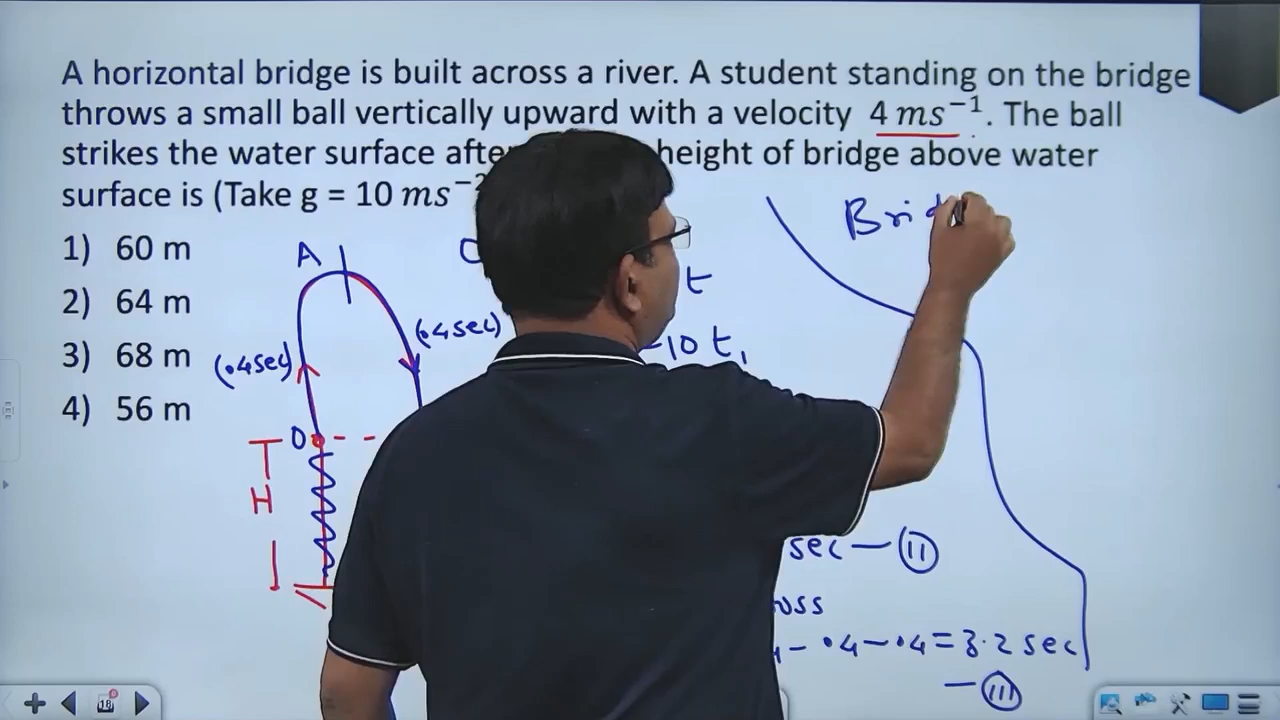 A horizontal bridge is built across a river. A student standing on the bridge
throws a small ball vertically upward with a velocity 4 ms⁻¹. The ball
strikes the water surface after height of bridge above water
surface is (Take g = 10 ms⁻²
1) 60 m
2) 64 m
3) 68 m
4) 56 m
A
(.4sec)
(.4sec)
O
H
t
-10 t₁
sec — (II)
- .4 - .4 = 3.2 sec
— (III)
18